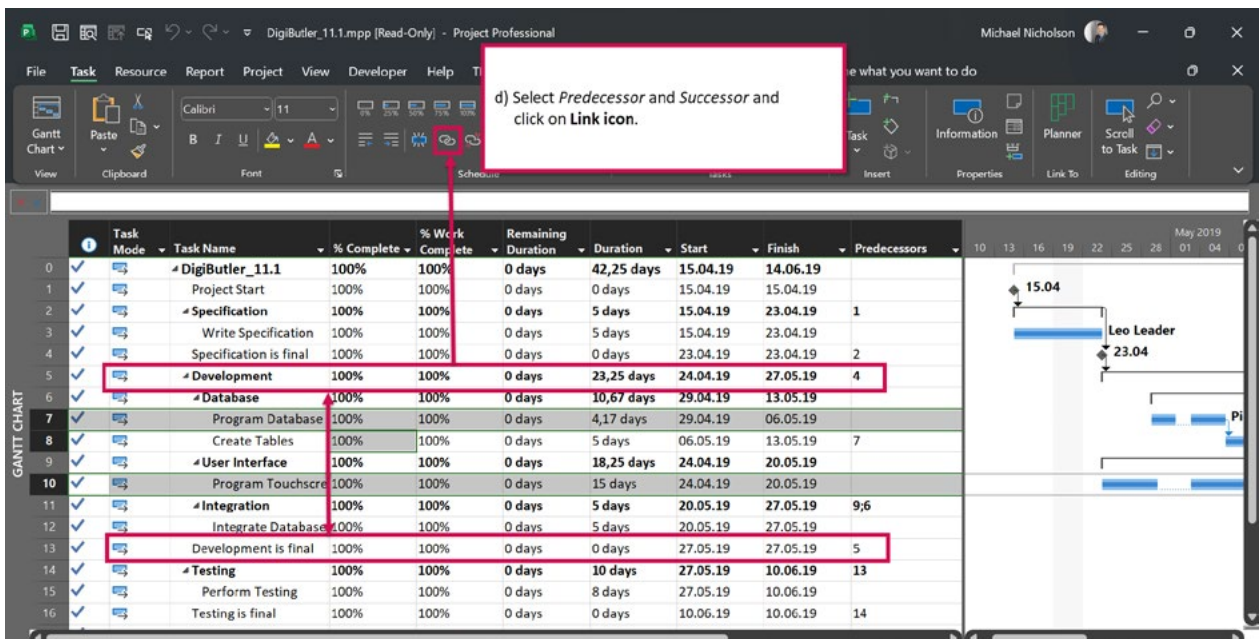 DigiButler_11.1.mpp [Read-Only] - Project Professional
Michael Nicholson
File Task Resource Report Project View Developer Help
e what you want to do
d) Select Predecessor and Successor and
click on Link icon.
Gantt
Chart
Paste
Calibri
11
B I U A
0% 25% 50% 75% 100%
Task
Information
Planner
Scroll
to Task
View
Clipboard
Font
Schedule
Tasks
Insert
Properties
Link To
Editing
Task Mode Task Name % Complete % Work Complete Remaining Duration Duration Start Finish Predecessors
May 2019
10 13 16 19 22 25 28 01 04
0 DigiButler_11.1 100% 100% 0 days 42,25 days 15.04.19 14.06.19
1 Project Start 100% 100% 0 days 0 days 15.04.19 15.04.19
15.04
2 Specification 100% 100% 0 days 5 days 15.04.19 23.04.19 1
3 Write Specification 100% 100% 0 days 5 days 15.04.19 23.04.19
Leo Leader
4 Specification is final 100% 100% 0 days 0 days 23.04.19 23.04.19 2
23.04
5 Development 100% 100% 0 days 23,25 days 24.04.19 27.05.19 4
6 Database 100% 100% 0 days 10,67 days 29.04.19 13.05.19
7 Program Database 100% 100% 0 days 4,17 days 29.04.19 06.05.19
Pi
8 Create Tables 100% 100% 0 days 5 days 06.05.19 13.05.19 7
9 User Interface 100% 100% 0 days 18,25 days 24.04.19 20.05.19
10 Program Touchscre 100% 100% 0 days 15 days 24.04.19 20.05.19
11 Integration 100% 100% 0 days 5 days 20.05.19 27.05.19 9;6
12 Integrate Database 100% 100% 0 days 5 days 20.05.19 27.05.19
13 Development is final 100% 100% 0 days 0 days 27.05.19 27.05.19 5
14 Testing 100% 100% 0 days 10 days 27.05.19 10.06.19 13
15 Perform Testing 100% 100% 0 days 8 days 27.05.19 10.06.19
16 Testing is final 100% 100% 0 days 0 days 10.06.19 10.06.19 14
GANTT CHART